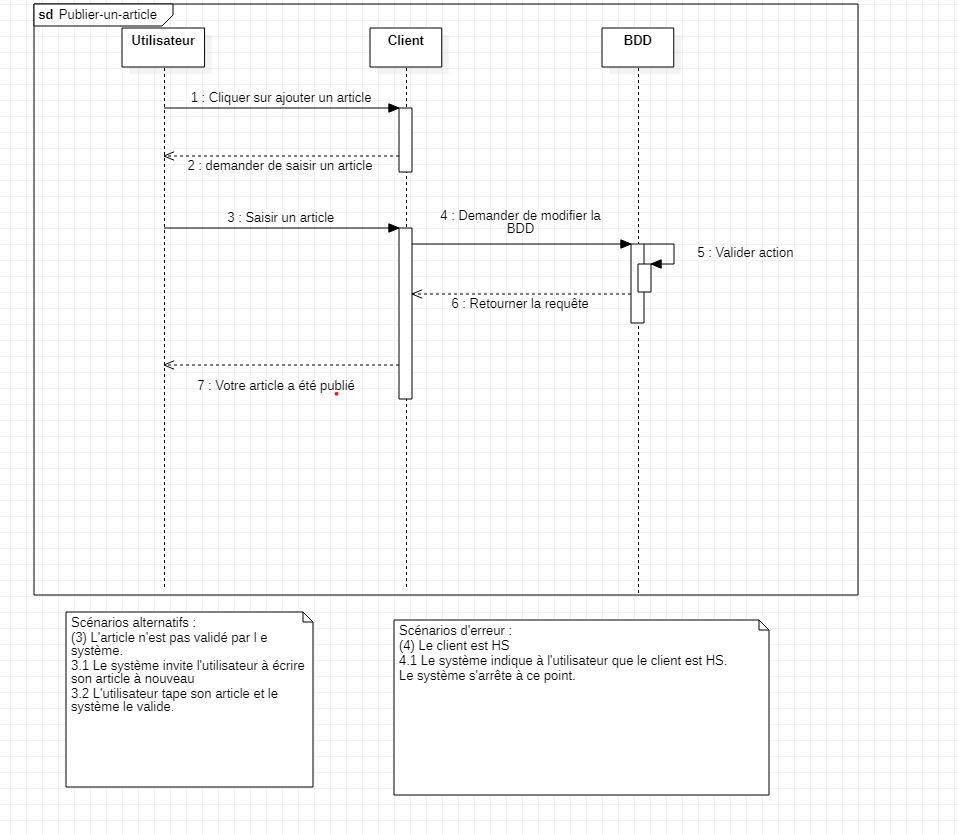 sd Publier-un-article
Utilisateur
Client
BDD
1 : Cliquer sur ajouter un article
2 : demander de saisir un article
3 : Saisir un article
4 : Demander de modifier la
BDD
5 : Valider action
6 : Retourner la requête
7 : Votre article a été publié
Scénarios alternatifs :
(3) L'article n'est pas validé par l e
système.
3.1 Le système invite l'utilisateur à écrire
son article à nouveau
3.2 L'utilisateur tape son article et le
système le valide.
Scénarios d'erreur :
(4) Le client est HS
4.1 Le système indique à l'utilisateur que le client est HS.
Le système s'arrête à ce point.